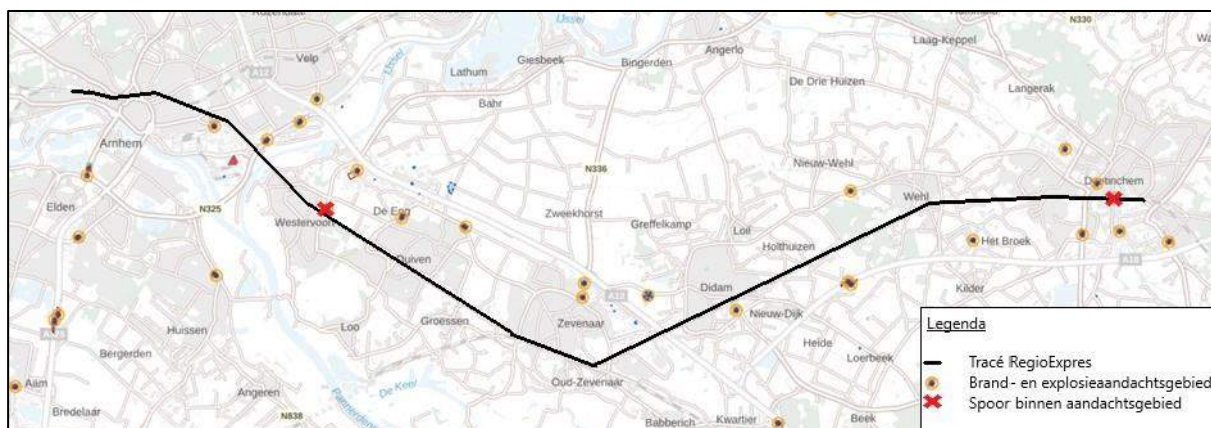 Rozendaal
IJssel
N330
Laag-Keppel
Velp
Giesbeek
Bingerden
Angerlo
A12
IJssel
Lathum
De Drie Huizen
Langerak
Bahr
Arnhem
Nieuw-Wehl
N336
Doetinchem
Wehl
Elden
N325
Westervoort
De Eng
Zweekhorst
Greffelkamp
Loil
Holthuizen
Het Broek
A18
Duiven
Didam
Kilder
A12
Nieuw-Dijk
Huissen
Loo
Groessen
Zevenaar
Heide
Loerbeek
Bergerden
Aam
Angeren
De Keel
Oud-Zevenaar
Bredelaar
N838
Babberich
Kwartier
Beek
Legenda
Tracé RegioExpres
Brand- en explosieaandachtsgebied
Spoor binnen aandachtsgebied